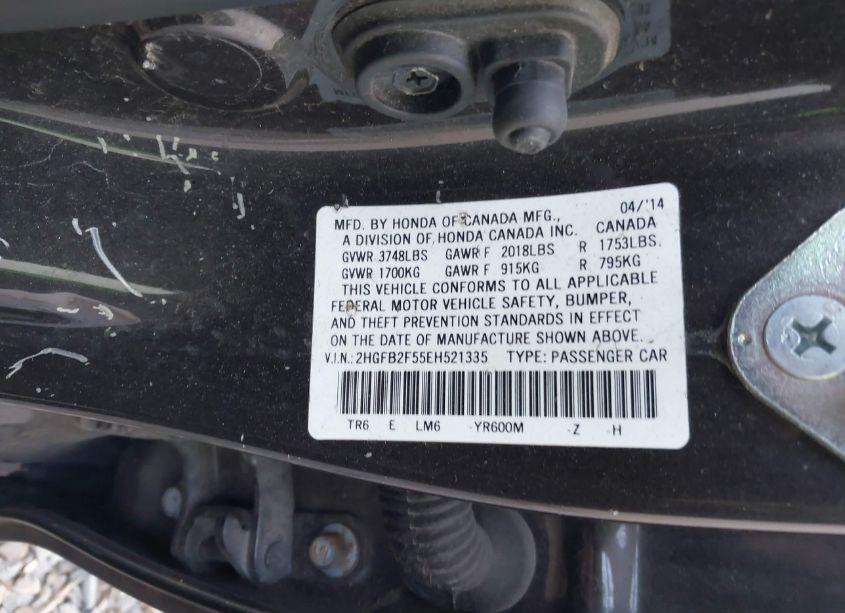 MFD. BY HONDA OF CANADA MFG., 04/'14
A DIVISION OF HONDA CANADA INC. CANADA
GVWR 3748LBS GAWR F 2018LBS R 1753LBS.
GVWR 1700KG GAWR F 915KG R 795KG
THIS VEHICLE CONFORMS TO ALL APPLICABLE
FEDERAL MOTOR VEHICLE SAFETY, BUMPER,
AND THEFT PREVENTION STANDARDS IN EFFECT
ON THE DATE OF MANUFACTURE SHOWN ABOVE.
V.I.N.: 2HGFB2F55EH521335 TYPE: PASSENGER CAR
TR6 E LM6 -YR600M -Z -H